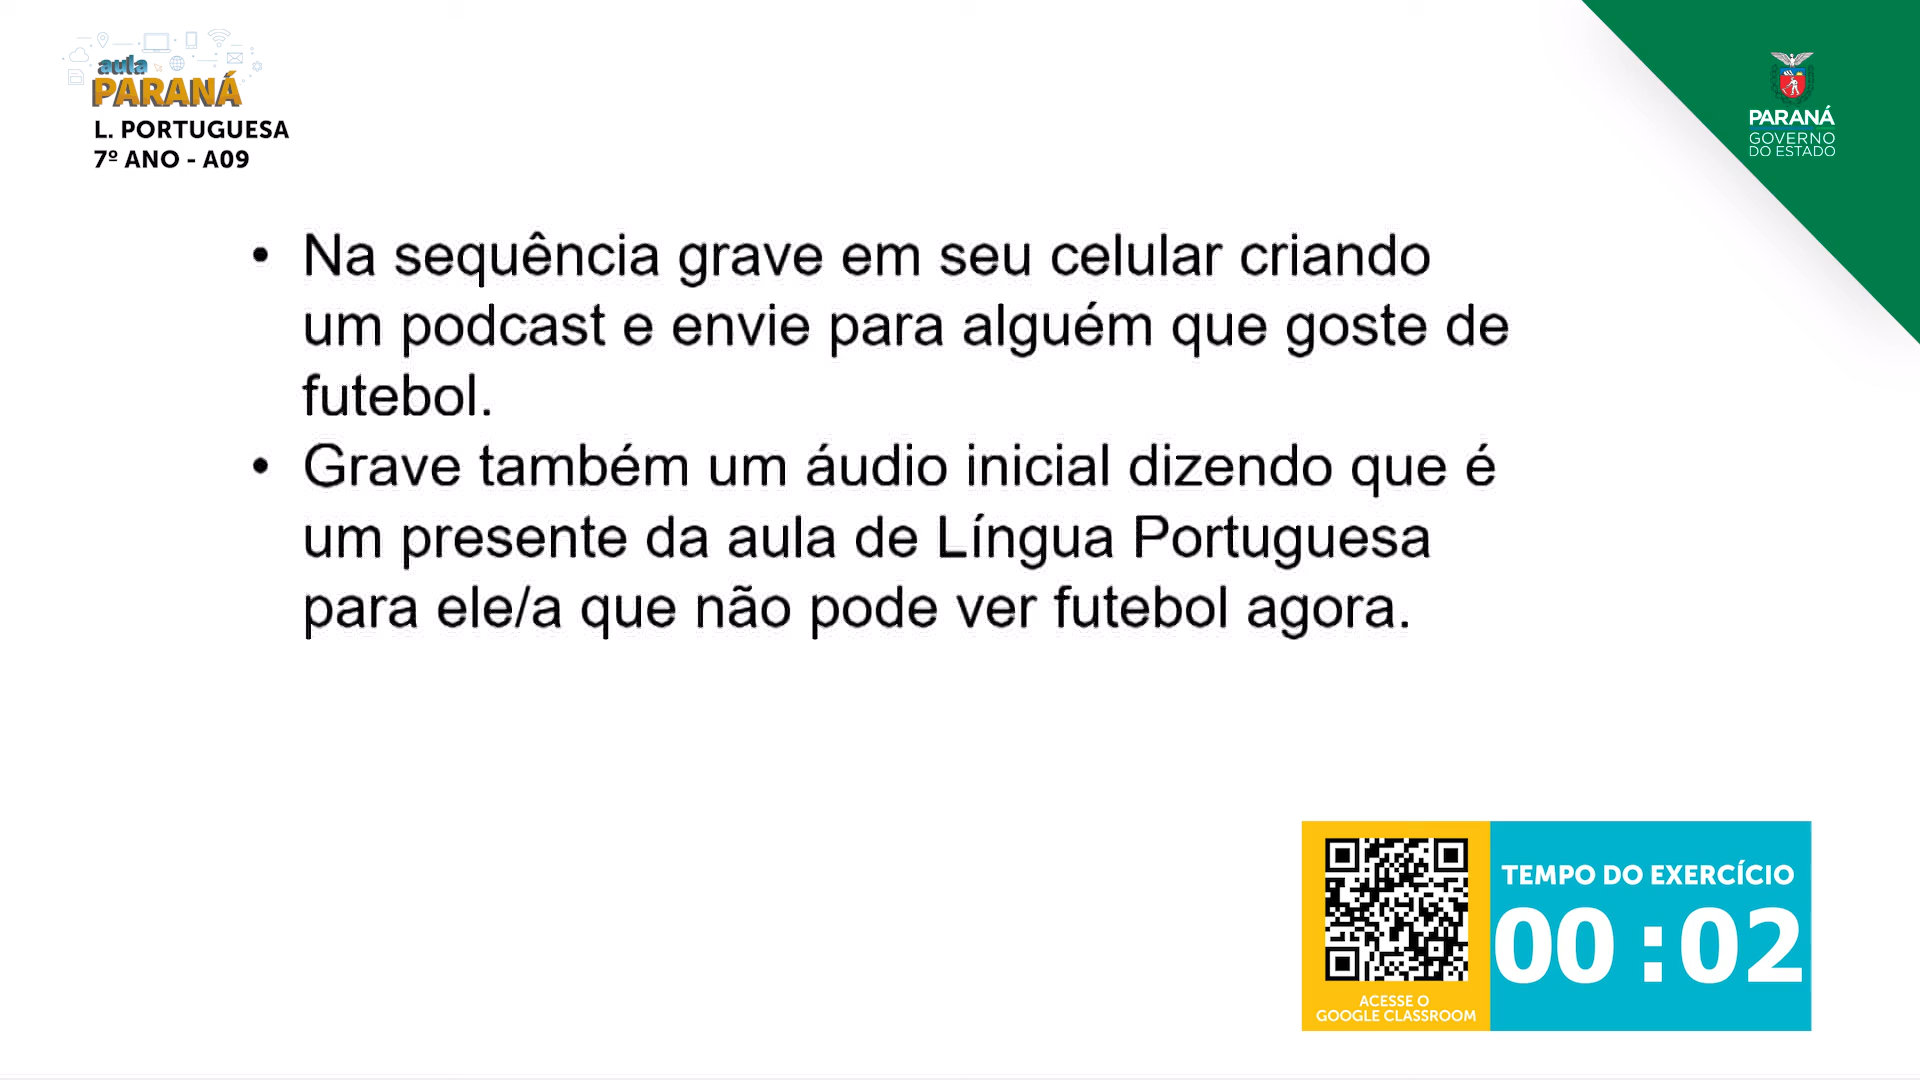 aula
PARANÁ
L. PORTUGUESA
7º ANO - A09
PARANÁ
GOVERNO
DO ESTADO
• Na sequência grave em seu celular criando
um podcast e envie para alguém que goste de
futebol.
• Grave também um áudio inicial dizendo que é
um presente da aula de Língua Portuguesa
para ele/a que não pode ver futebol agora.
TEMPO DO EXERCÍCIO
00:02
ACESSE O
GOOGLE CLASSROOM